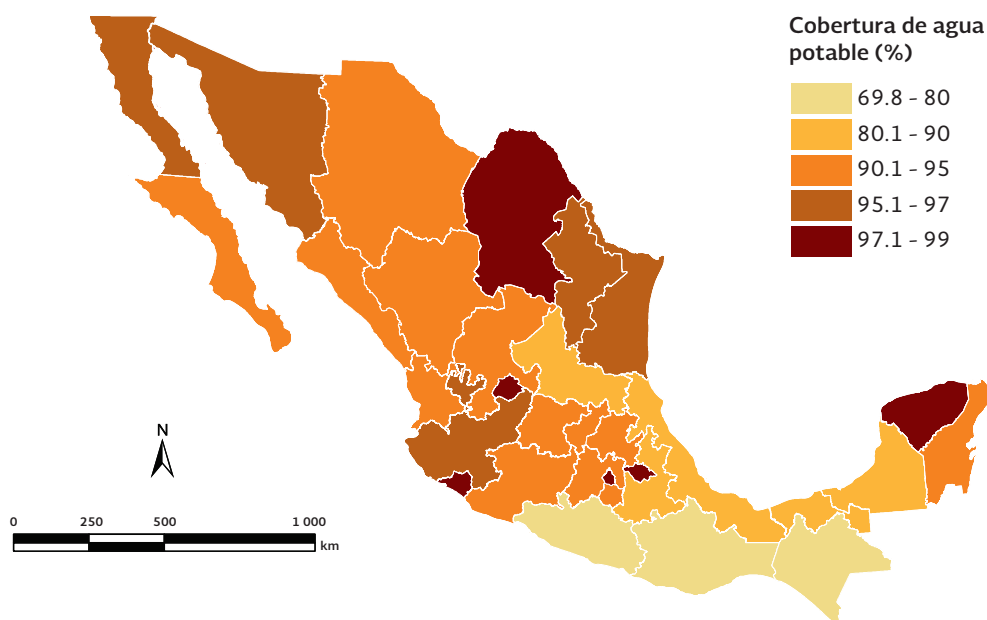 Cobertura de agua
potable (%)
69.8 - 80
80.1 - 90
90.1 - 95
95.1 - 97
97.1 - 99
N
0 250 500 1 000
km